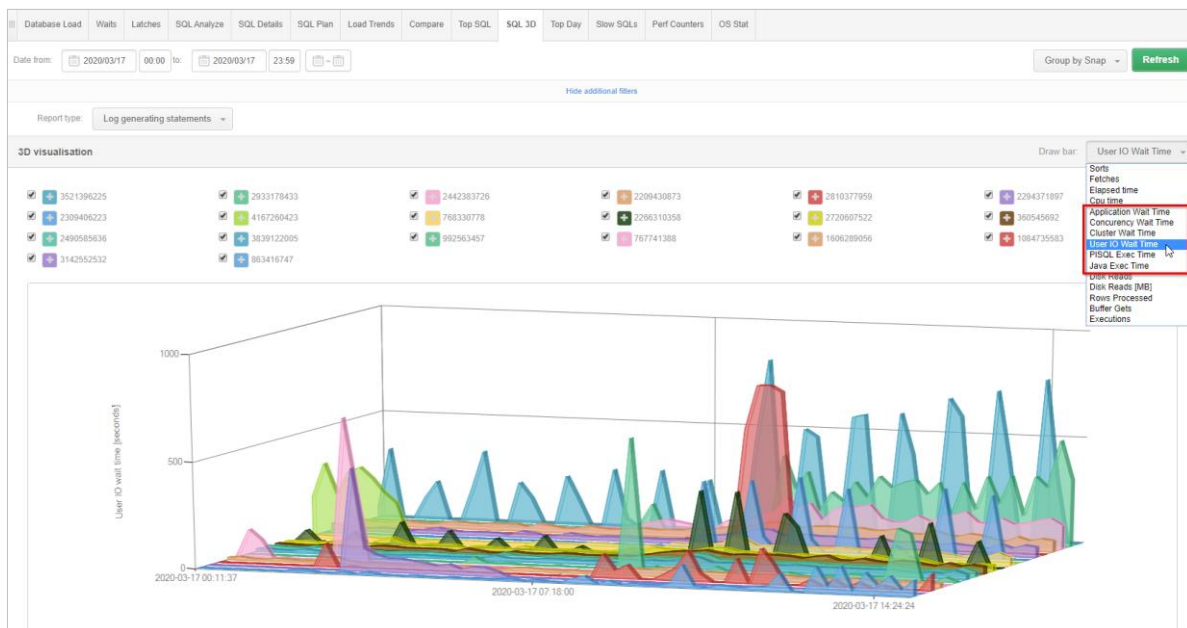 Database Load Waits Latches SQL Analyze SQL Details SQL Plan Load Trends Compare Top SQL SQL 3D Top Day Slow SQLs Perf Counters OS Stat
Date from: 2020/03/17 00:00 to: 2020/03/17 23:59 Group by Snap Refresh
Hide additional filters
Report type: Log generating statements
3D visualisation Draw bar: User IO Wait Time
Sorts
Fetches
Elapsed time
Cpu time
Application Wait Time
Concurency Wait Time
Cluster Wait Time
User IO Wait Time
PlSQL Exec Time
Java Exec Time
Disk Reads
Disk Reads [MB]
Rows Processed
Buffer Gets
Executions
3521396225 2933178433 2442383726 2209430873 2810377959 2294371897
2309406223 4167260423 768330778 2266310358 2720607522 360545692
2490585636 3839122005 992563457 767741388 1606289056 1064735583
3142552532 863416747
1000
500
0
User IO wait time [seconds]
2020-03-17 00:11:37
2020-03-17 07:18:00
2020-03-17 14:24:24